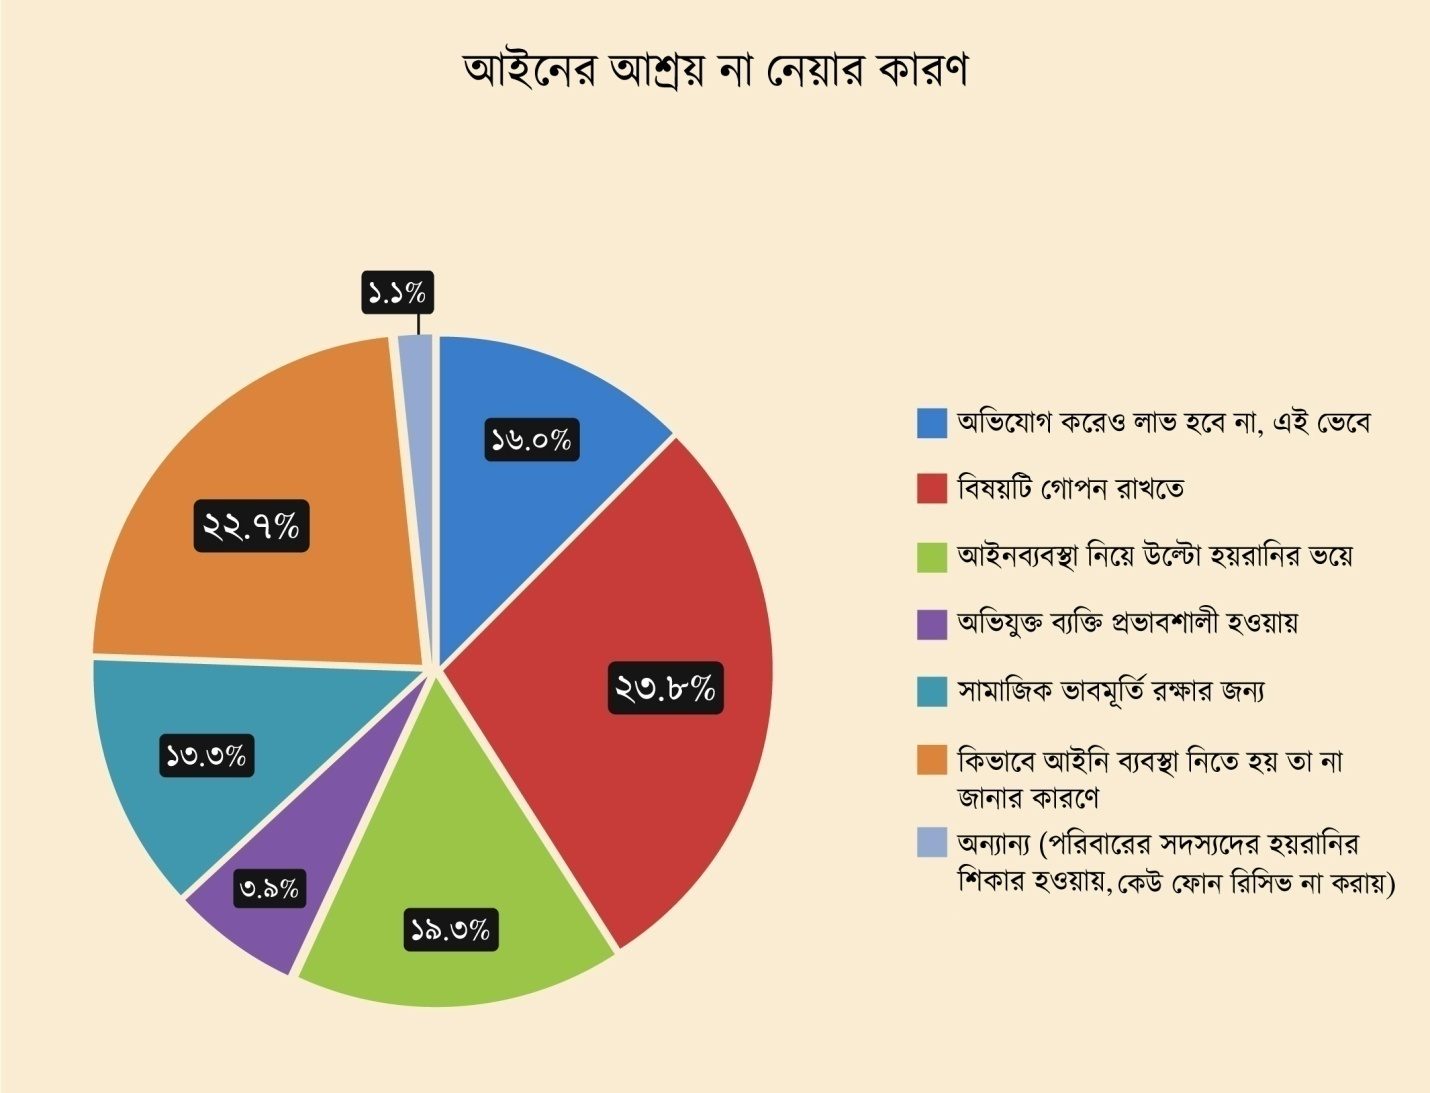 আইনের আশ্রয় না নেয়ার কারণ
১.১%
১৬.০%
২২.৭%
২৩.৮%
১৩.৩%
৩.৯%
১৯.৩%
অভিযোগ করেও লাভ হবে না, এই ভেবে
বিষয়টি গোপন রাখতে
আইনব্যবস্থা নিয়ে উল্টো হয়রানির ভয়ে
অভিযুক্ত ব্যক্তি প্রভাবশালী হওয়ায়
সামাজিক ভাবমূর্তি রক্ষার জন্য
কিভাবে আইনি ব্যবস্থা নিতে হয় তা না
জানার কারণে
অন্যান্য (পরিবারের সদস্যদের হয়রানির
শিকার হওয়ায়, কেউ ফোন রিসিভ না করায়)